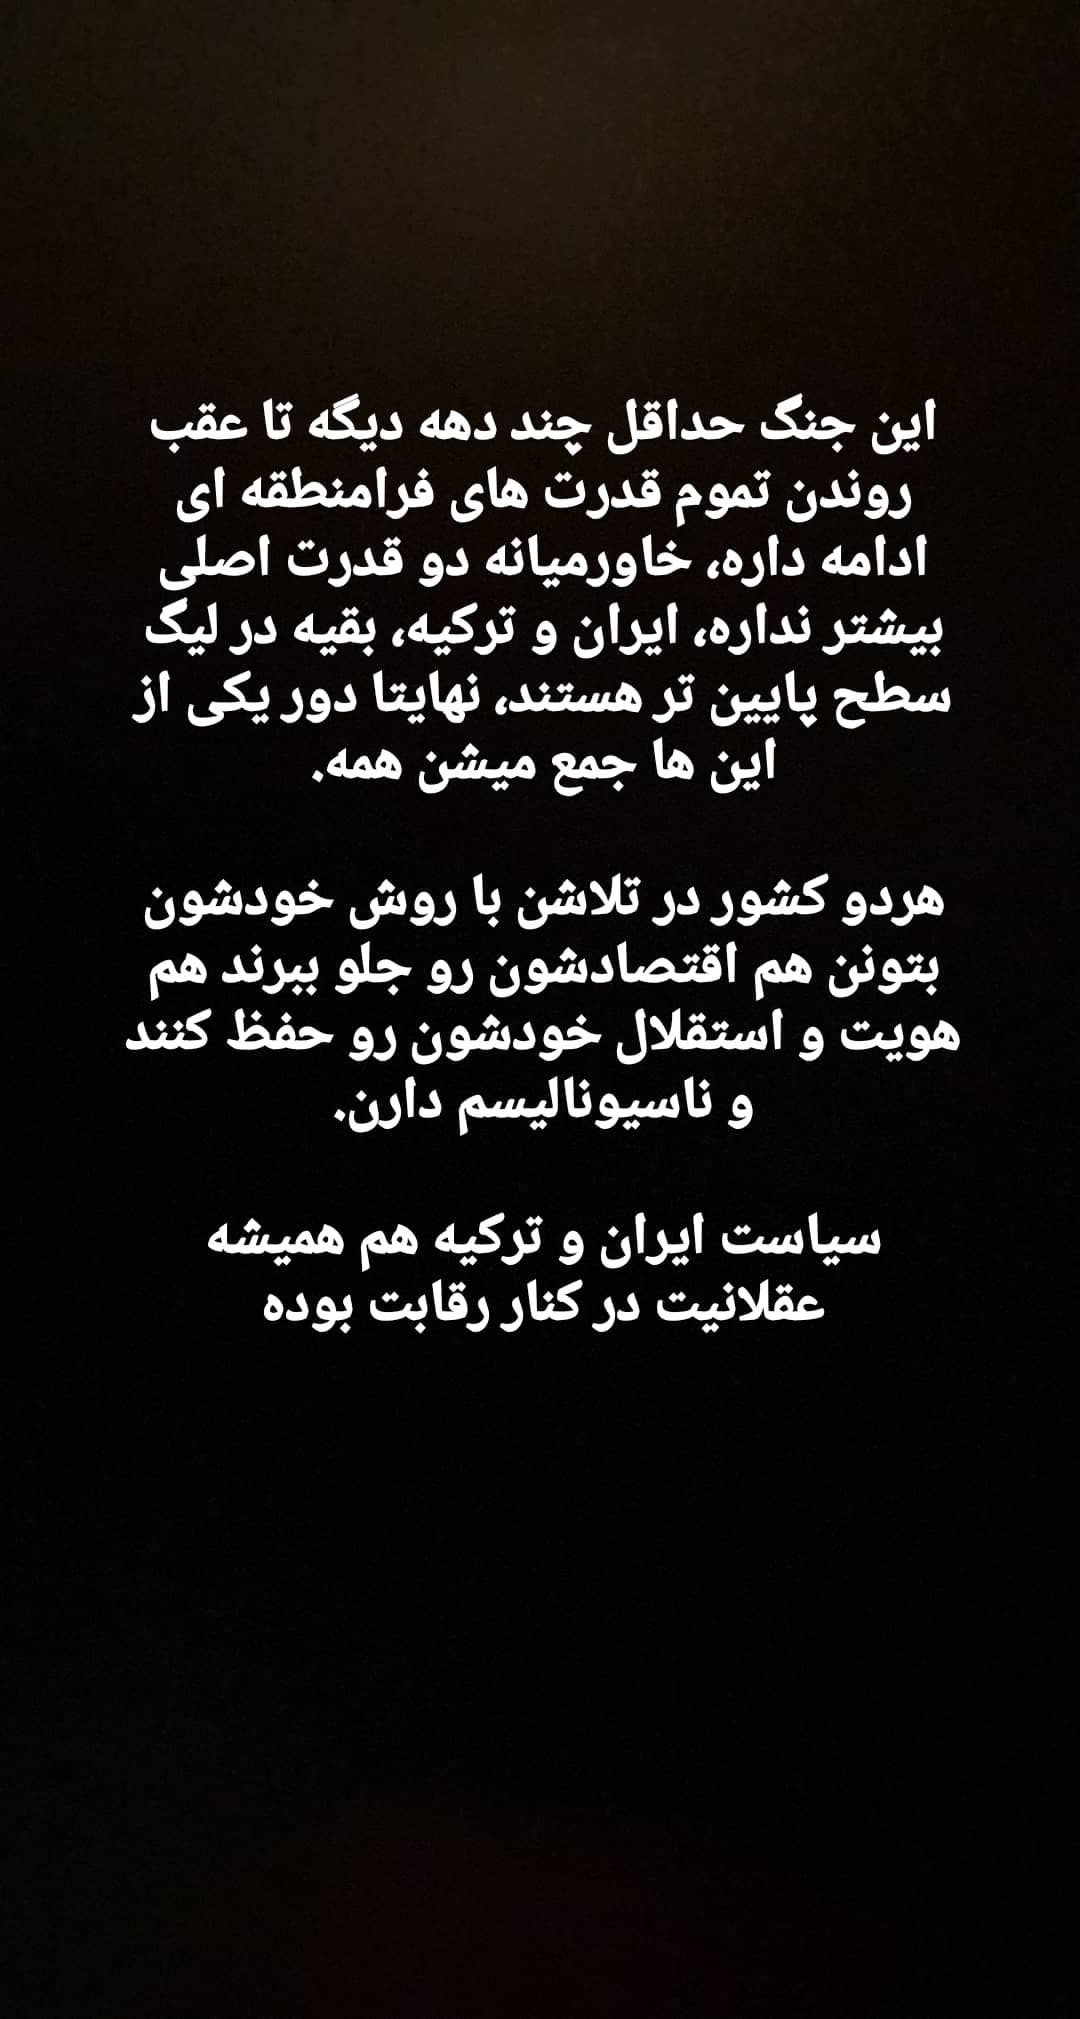 این جنگ حداقل چند دهه دیگه تا عقب
روندن تموم قدرت های فرامنطقه ای
ادامه داره، خاورمیانه دو قدرت اصلی
بیشتر نداره، ایران و ترکیه، بقیه در لیگ
سطح پایین تر هستند، نهایتا دور یکی از
این ها جمع میشن همه.
هردو کشور در تلاشن با روش خودشون
بتونن هم اقتصادشون رو جلو ببرند هم
هویت و استقلال خودشون رو حفظ کنند
و ناسیونالیسم دارن.
سیاست ایران و ترکیه هم همیشه
عقلانیت در کنار رقابت بوده